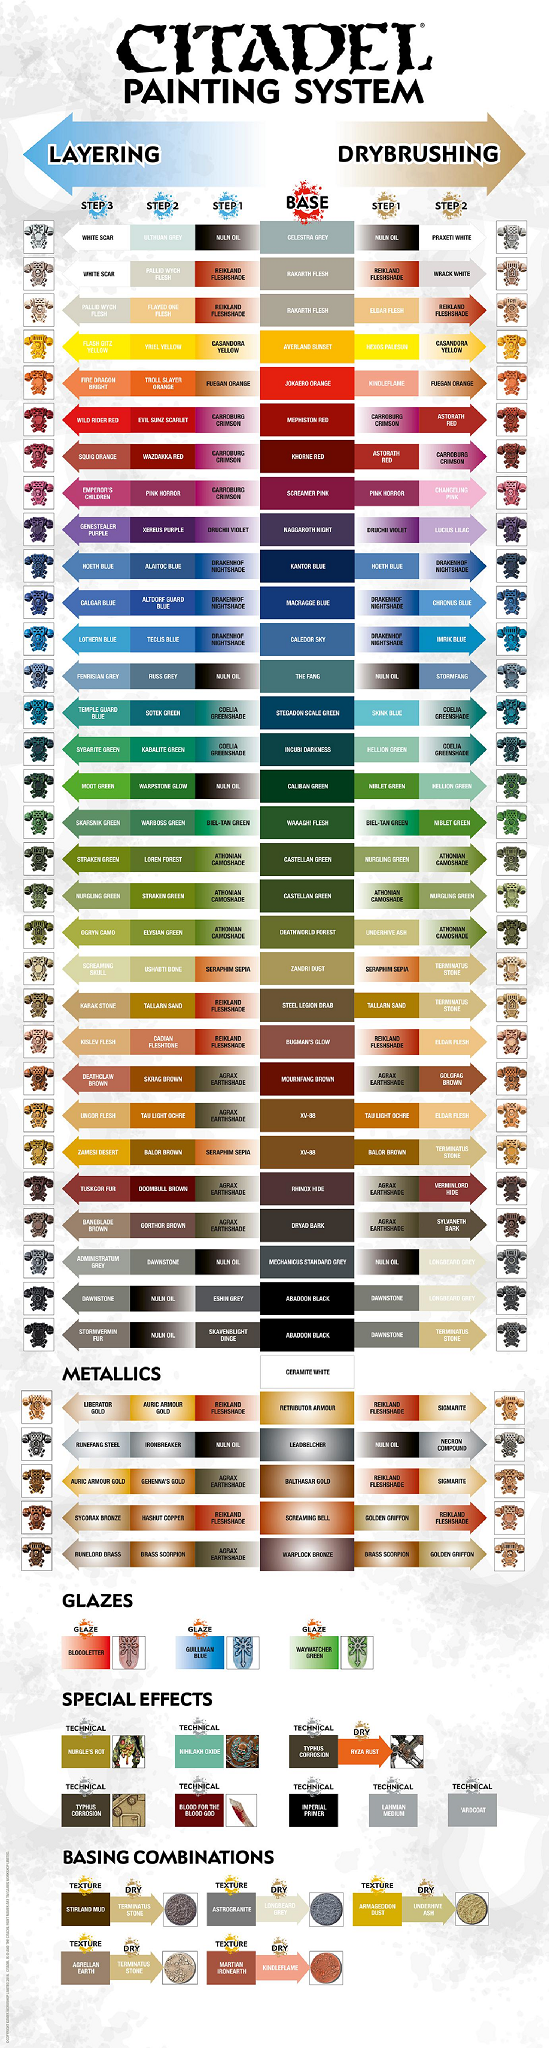 CITADEL
PAINTING SYSTEM
LAYERING DRYBRUSHING
STEP 3 STEP 2 STEP 1 BASE STEP 1 STEP 2
WHITE SCAR ULTHUAN GREY NULN OIL CELESTRA GREY NULN OIL PRAXETI WHITE
WHITE SCAR PALLID WYCH FLESH REIKLAND FLESHSHADE RAKARTH FLESH REIKLAND FLESHSHADE WRACK WHITE
PALLID WYCH FLESH FLAYED ONE FLESH REIKLAND FLESHSHADE RAKARTH FLESH ELDAR FLESH REIKLAND FLESHSHADE
FLASH GITZ YELLOW YRIEL YELLOW CASANDORA YELLOW AVERLAND SUNSET HEXOS PALESUN CASANDORA YELLOW
FIRE DRAGON BRIGHT TROLL SLAYER ORANGE FUEGAN ORANGE JOKAERO ORANGE KINDLEFLAME FUEGAN ORANGE
WILD RIDER RED EVIL SUNZ SCARLET CARROBURG CRIMSON MEPHISTON RED CARROBURG CRIMSON ASTORATH RED
SQUIG ORANGE WAZDAKKA RED CARROBURG CRIMSON KHORNE RED ASTORATH RED CARROBURG CRIMSON
EMPEROR'S CHILDREN PINK HORROR CARROBURG CRIMSON SCREAMER PINK PINK HORROR CHANGELING PINK
GENESTEALER PURPLE XEREUS PURPLE DRUCHII VIOLET NAGGAROTH NIGHT DRUCHII VIOLET LUCIUS LILAC
HOETH BLUE ALAITOC BLUE DRAKENHOF NIGHTSHADE KANTOR BLUE HOETH BLUE DRAKENHOF NIGHTSHADE
CALGAR BLUE ALTDORF GUARD BLUE DRAKENHOF NIGHTSHADE MACRAGGE BLUE DRAKENHOF NIGHTSHADE CHRONUS BLUE
LOTHERN BLUE TECLIS BLUE DRAKENHOF NIGHTSHADE CALEDOR SKY DRAKENHOF NIGHTSHADE IMRIK BLUE
FENRISIAN GREY RUSS GREY NULN OIL THE FANG NULN OIL STORMFANG
TEMPLE GUARD BLUE SOTEK GREEN COELIA GREENSHADE STEGADON SCALE GREEN SKINK BLUE COELIA GREENSHADE
SYBARITE GREEN KABALITE GREEN COELIA GREENSHADE INCUBI DARKNESS HELLION GREEN COELIA GREENSHADE
MOOT GREEN WARPSTONE GLOW NULN OIL CALIBAN GREEN NIBLET GREEN HELLION GREEN
SKARSNIK GREEN WARBOSS GREEN BIEL-TAN GREEN WAAAGH! FLESH BIEL-TAN GREEN NIBLET GREEN
STRAKEN GREEN LOREN FOREST ATHONIAN CAMOSHADE CASTELLAN GREEN NURGLING GREEN ATHONIAN CAMOSHADE
NURGLING GREEN STRAKEN GREEN ATHONIAN CAMOSHADE CASTELLAN GREEN ATHONIAN CAMOSHADE NURGLING GREEN
OGRYN CAMO ELYSIAN GREEN ATHONIAN CAMOSHADE DEATHWORLD FOREST UNDERHIVE ASH ATHONIAN CAMOSHADE
SCREAMING SKULL USHABTI BONE SERAPHIM SEPIA ZANDRI DUST SERAPHIM SEPIA TERMINATUS STONE
KARAK STONE TALLARN SAND REIKLAND FLESHSHADE STEEL LEGION DRAB TALLARN SAND TERMINATUS STONE
KISLEV FLESH CADIAN FLESHTONE REIKLAND FLESHSHADE BUGMAN'S GLOW REIKLAND FLESHSHADE ELDAR FLESH
DEATHCLAW BROWN SKRAG BROWN AGRAX EARTHSHADE MOURNFANG BROWN AGRAX EARTHSHADE GOLGFAG BROWN
UNGOR FLESH TAU LIGHT OCHRE AGRAX EARTHSHADE XV-88 TAU LIGHT OCHRE ELDAR FLESH
ZAMESI DESERT BALOR BROWN SERAPHIM SEPIA XV-88 BALOR BROWN TERMINATUS STONE
TUSKGOR FUR DOOMBULL BROWN AGRAX EARTHSHADE RHINOX HIDE AGRAX EARTHSHADE VERMINLORD HIDE
BANEBLADE BROWN GORTHOR BROWN AGRAX EARTHSHADE DRYAD BARK AGRAX EARTHSHADE SYLVANETH BARK
ADMINISTRATUM GREY DAWNSTONE NULN OIL MECHANICUS STANDARD GREY NULN OIL LONGBEARD GREY
DAWNSTONE NULN OIL ESHIN GREY ABADDON BLACK DAWNSTONE LONGBEARD GREY
STORMVERMIN FUR NULN OIL SKAVENBLIGHT DINGE ABADDON BLACK DAWNSTONE TERMINATUS STONE
METALLICS CERAMITE WHITE
LIBERATOR GOLD AURIC ARMOUR GOLD REIKLAND FLESHSHADE RETRIBUTOR ARMOUR REIKLAND FLESHSHADE SIGMARITE
RUNEFANG STEEL IRONBREAKER NULN OIL LEADBELCHER NULN OIL NECRON COMPOUND
AURIC ARMOUR GOLD GEHENNA'S GOLD AGRAX EARTHSHADE BALTHASAR GOLD REIKLAND FLESHSHADE SIGMARITE
SYCORAX BRONZE HASHUT COPPER REIKLAND FLESHSHADE SCREAMING BELL GOLDEN GRIFFON REIKLAND FLESHSHADE
RUNELORD BRASS BRASS SCORPION AGRAX EARTHSHADE WARPLOCK BRONZE BRASS SCORPION GOLDEN GRIFFON
GLAZES
GLAZE GLAZE GLAZE
BLOODLETTER GUILLIMAN BLUE WAYWATCHER GREEN
SPECIAL EFFECTS
TECHNICAL TECHNICAL TECHNICAL DRY
NURGLE'S ROT NIHILAKH OXIDE TYPHUS CORROSION RYZA RUST
TECHNICAL TECHNICAL TECHNICAL TECHNICAL TECHNICAL
TYPHUS CORROSION BLOOD FOR THE BLOOD GOD IMPERIAL PRIMER LAHMIAN MEDIUM 'ARDCOAT
BASING COMBINATIONS
TEXTURE DRY TEXTURE DRY TEXTURE DRY
STIRLAND MUD TERMINATUS STONE ASTROGRANITE LONGBEARD GREY ARMAGEDDON DUST UNDERHIVE ASH
TEXTURE DRY TEXTURE DRY
AGRELLAN EARTH TERMINATUS STONE MARTIAN IRONEARTH KINDLEFLAME